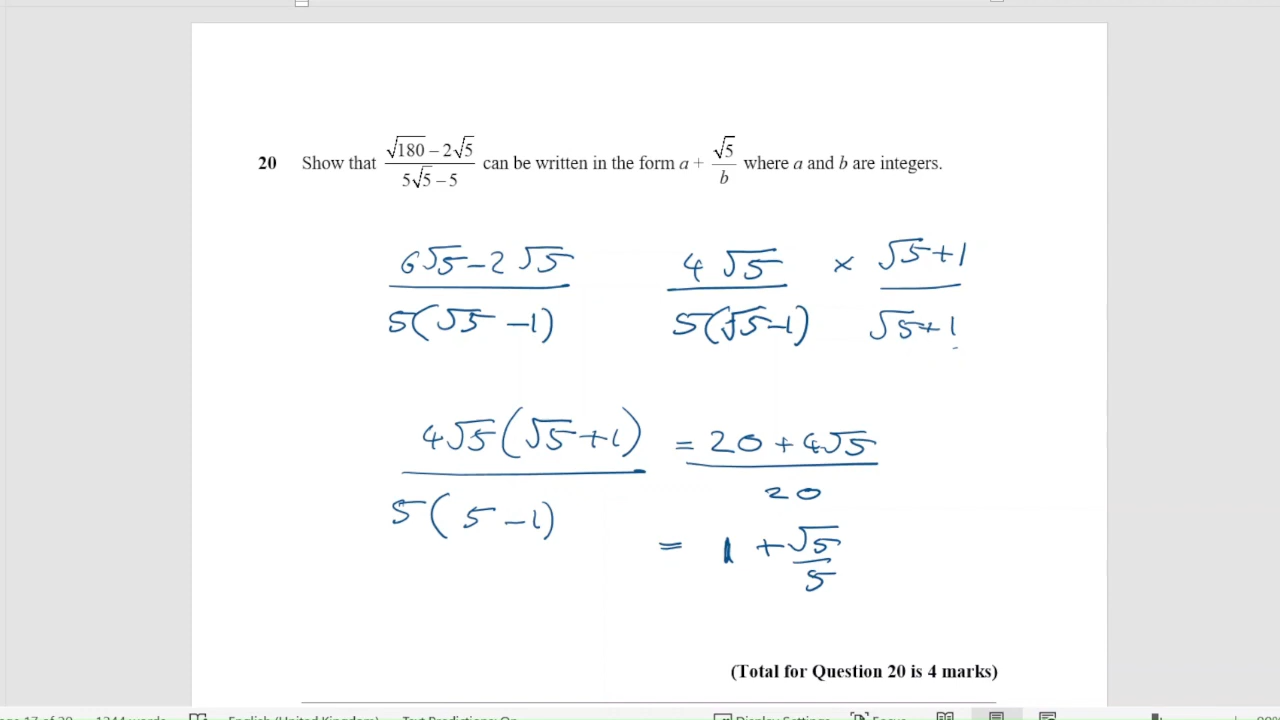 20 Show that (√180 – 2√5)/(5√5 – 5) can be written in the form a + √5/b where a and b are integers.
(6√5 – 2√5)/(5(√5 – 1)) (4√5)/(5(√5-1)) × (√5+1)/(√5+1)
(4√5(√5+1))/(5(5-1)) = (20 + 4√5)/20
= 1 + √5/5
(Total for Question 20 is 4 marks)